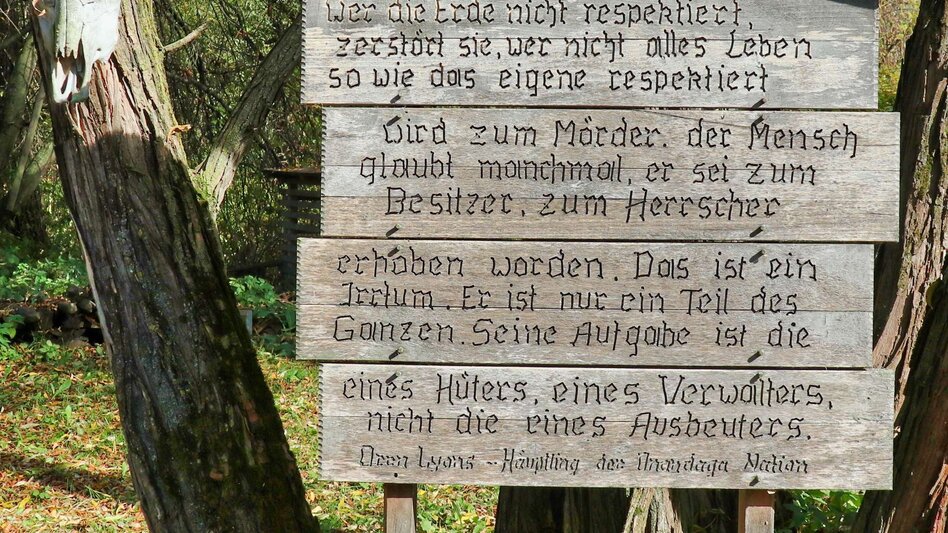 wer die Erde nicht respektiert,
zerstört sie, wer nicht alles Leben
so wie das eigene respektiert
wird zum Mörder. der Mensch
glaubt manchmal, er sei zum
Besitzer, zum Herrscher
erhoben worden. Das ist ein
Irrtum. Er ist nur ein Teil des
Ganzen. Seine Aufgabe ist die
eines Hüters, eines Verwalters,
nicht die eines Ausbeuters.
Oren Lyons - Häuptling der Onondaga Nation